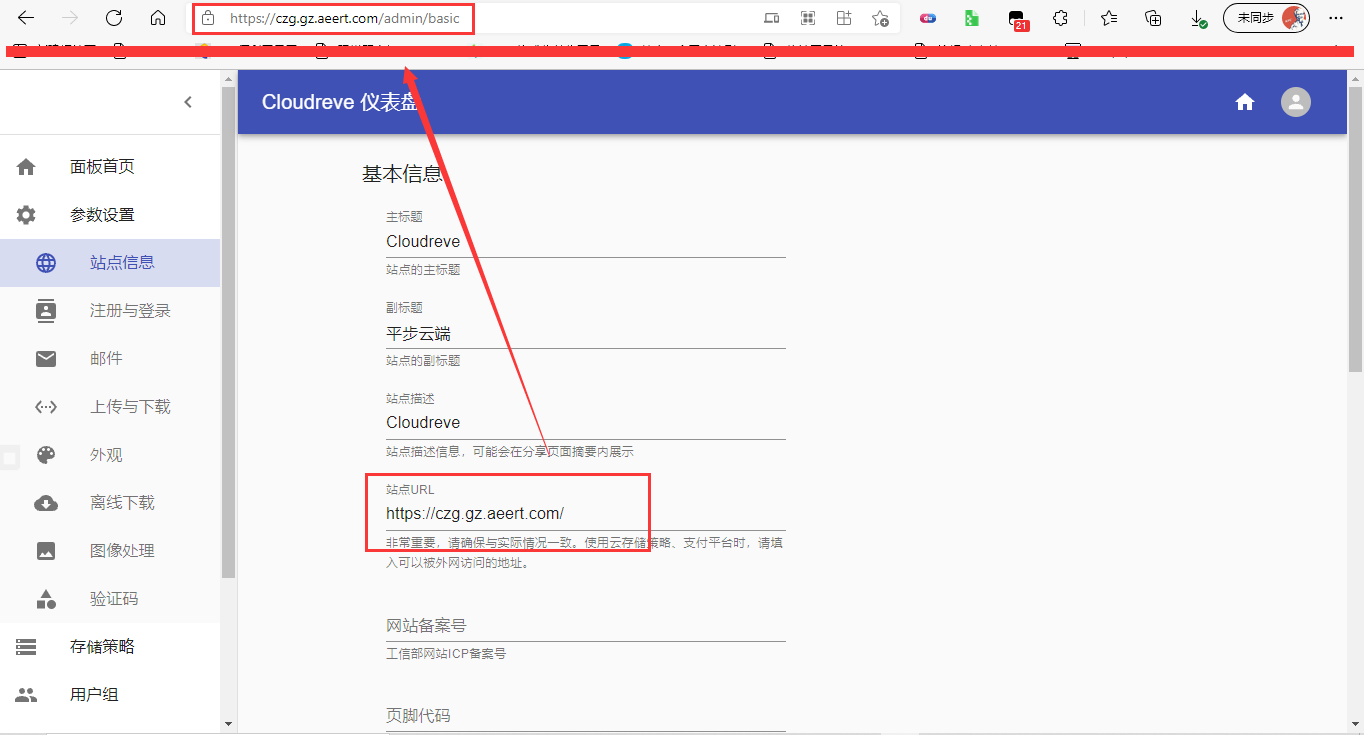 https://czg.gz.aeert.com/admin/basic
du
21
未同步
Cloudreve 仪表盘
面板首页
参数设置
站点信息
注册与登录
邮件
上传与下载
外观
离线下载
图像处理
验证码
存储策略
用户组
基本信息
主标题
Cloudreve
站点的主标题
副标题
平步云端
站点的副标题
站点描述
Cloudreve
站点描述信息，可能会在分享页面摘要内展示
站点URL
https://czg.gz.aeert.com/
非常重要，请确保与实际情况一致。使用云存储策略、支付平台时，请填
入可以被外网访问的地址。
网站备案号
工信部网站ICP备案号
页脚代码